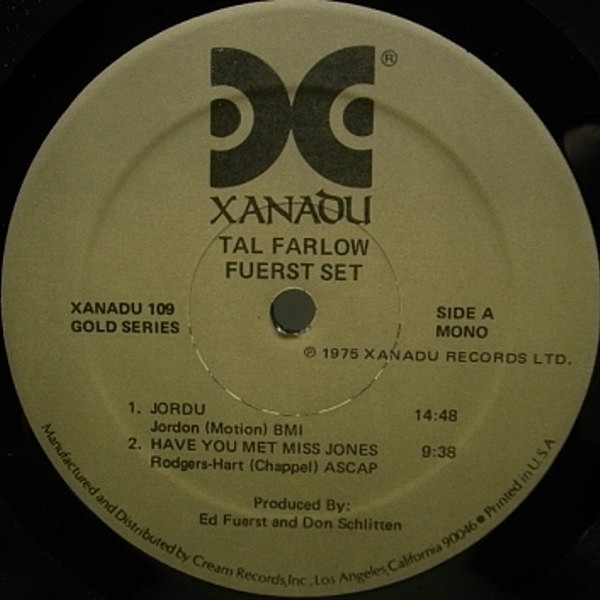 ®
XANADU
TAL FARLOW
FUERST SET
XANADU 109
GOLD SERIES
SIDE A
MONO
℗ 1975 XANADU RECORDS LTD.
1. JORDU 14:48
Jordon (Motion) BMI
2. HAVE YOU MET MISS JONES 9:38
Rodgers-Hart (Chappel) ASCAP
Produced By:
Ed Fuerst and Don Schlitten
Manufactured and Distributed by Cream Records, Inc., Los Angeles, California 90046 ● Printed in U.S.A